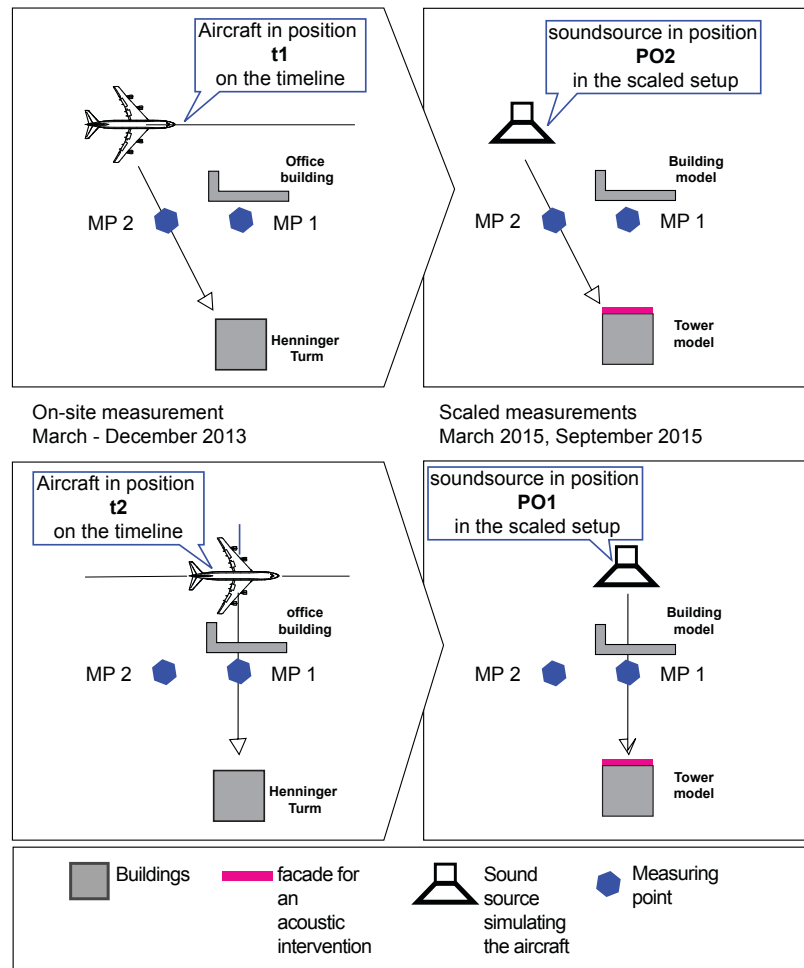 Aircraft in position
t1
on the timeline
Office
building
MP 2
MP 1
Henninger
Turm
soundsource in position
PO2
in the scaled setup
Building
model
MP 2
MP 1
Tower
model
On-site measurement
March - December 2013
Scaled measurements
March 2015, September 2015
Aircraft in position
t2
on the timeline
office
building
MP 2
MP 1
Henninger
Turm
soundsource in position
PO1
in the scaled setup
Building
model
MP 2
MP 1
Tower
model
Buildings
facade for
an
acoustic
intervention
Sound
source
simulating
the aircraft
Measuring
point